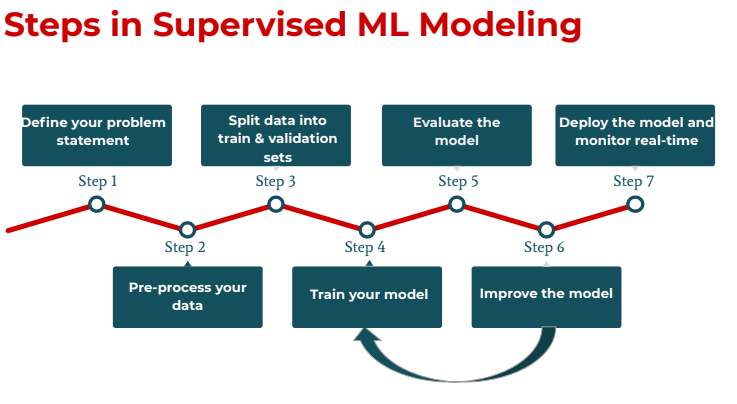 Steps in Supervised ML Modeling
Define your problem
statement
Split data into
train & validation
sets
Evaluate the
model
Deploy the model and
monitor real-time
Step 1
Step 3
Step 5
Step 7
Step 2
Step 4
Step 6
Pre-process your
data
Train your model
Improve the model